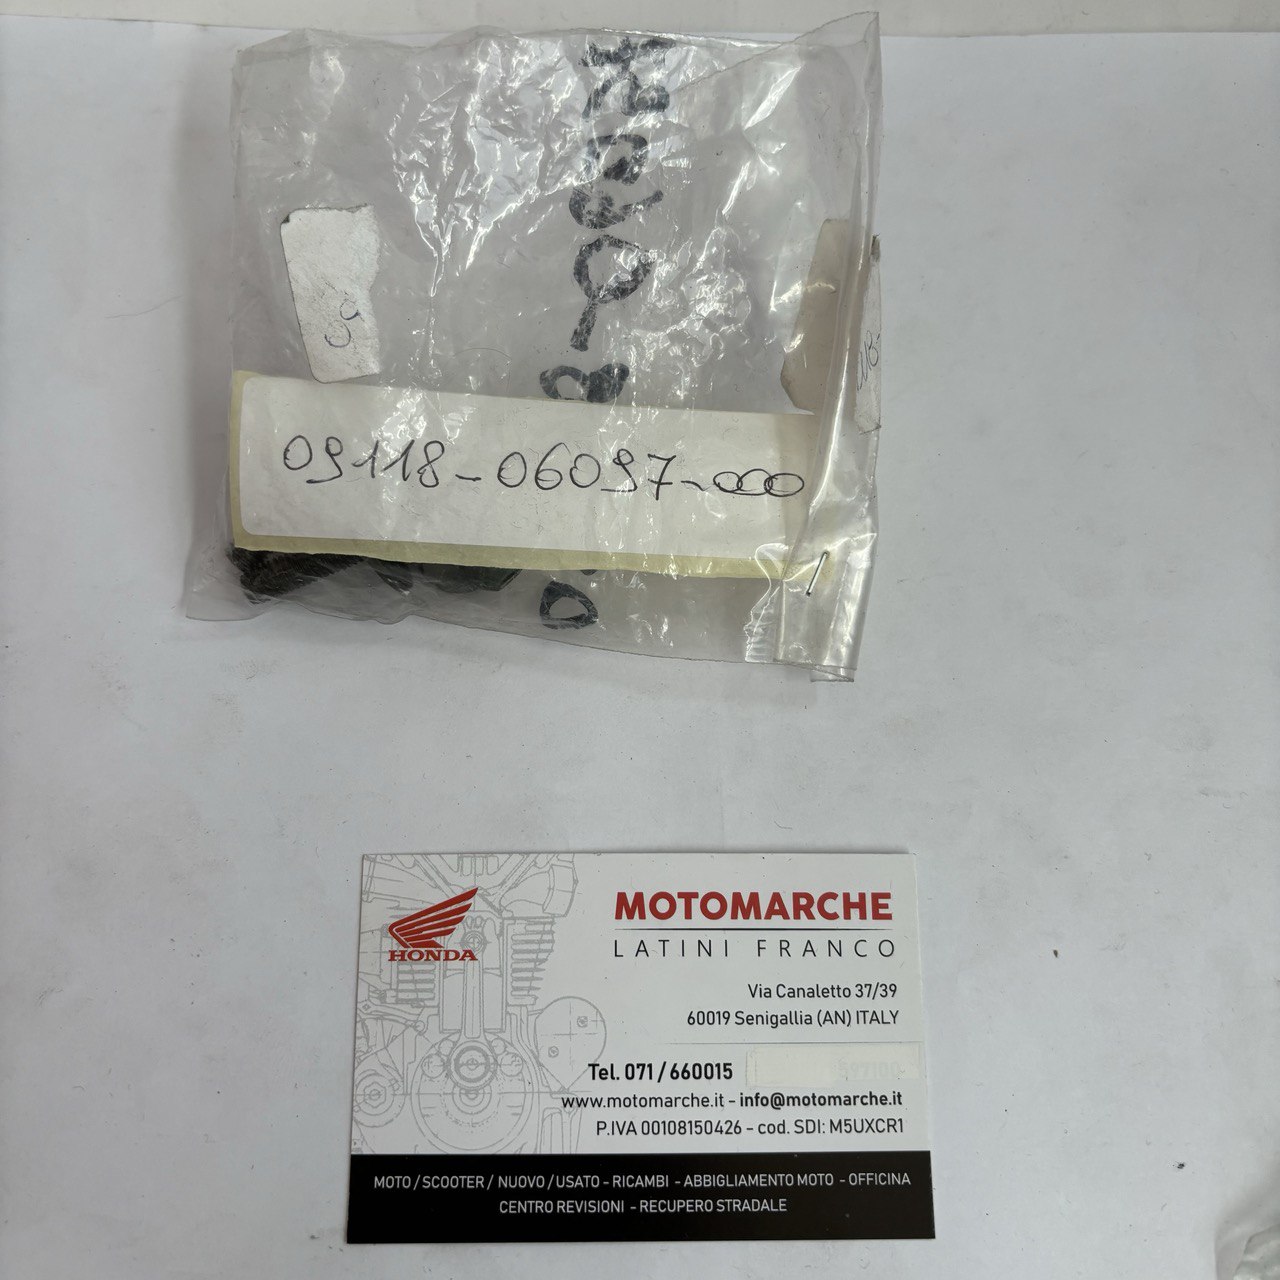 09118-06097-000
HONDA
MOTOMARCHE
LATINI FRANCO
Via Canaletto 37/39
60019 Senigallia (AN) ITALY
Tel. 071 / 660015
www.motomarche.it - info@motomarche.it
P.IVA 00108150426 - cod. SDI: M5UXCR1
MOTO / SCOOTER / NUOVO / USATO - RICAMBI - ABBIGLIAMENTO MOTO - OFFICINA
CENTRO REVISIONI - RECUPERO STRADALE